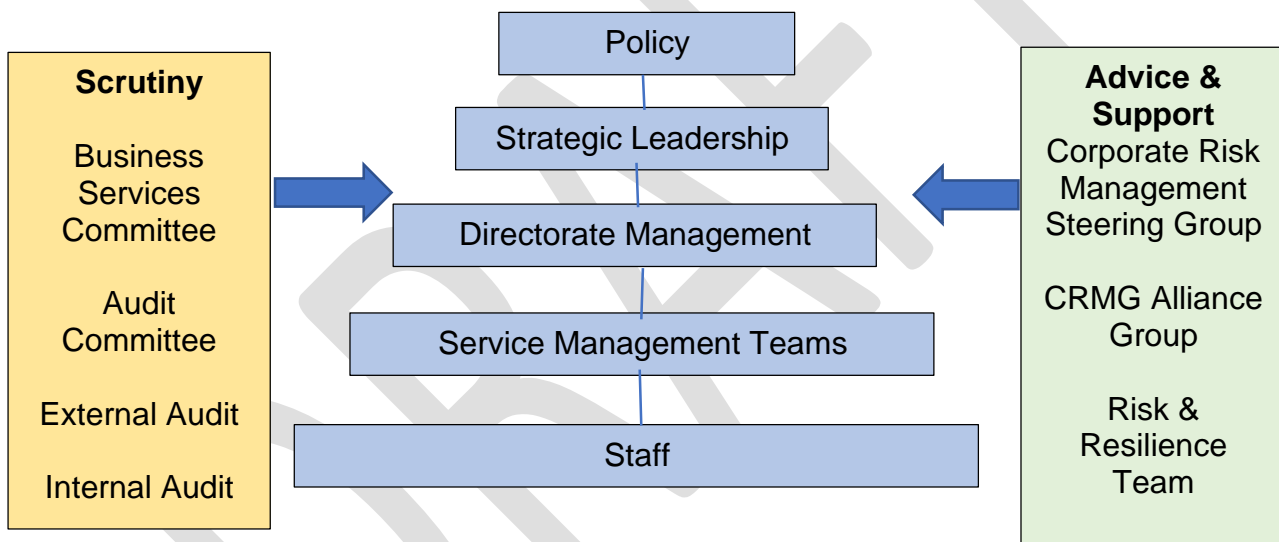 Scrutiny
Business
Services
Committee
Audit
Committee
External Audit
Internal Audit
Policy
Strategic Leadership
Directorate Management
Service Management Teams
Staff
Advice &
Support
Corporate Risk
Management
Steering Group
CRMG Alliance
Group
Risk &
Resilience
Team
DRAFT